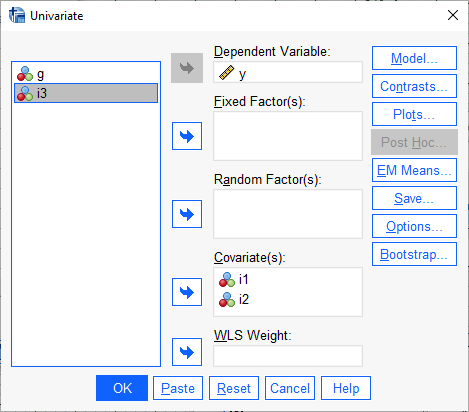 Univariate
g
i3
Dependent Variable:
y
Fixed Factor(s):
Random Factor(s):
Covariate(s):
i1
i2
WLS Weight:
Model...
Contrasts...
Plots...
Post Hoc...
EM Means...
Save...
Options...
Bootstrap...
OK Paste Reset Cancel Help